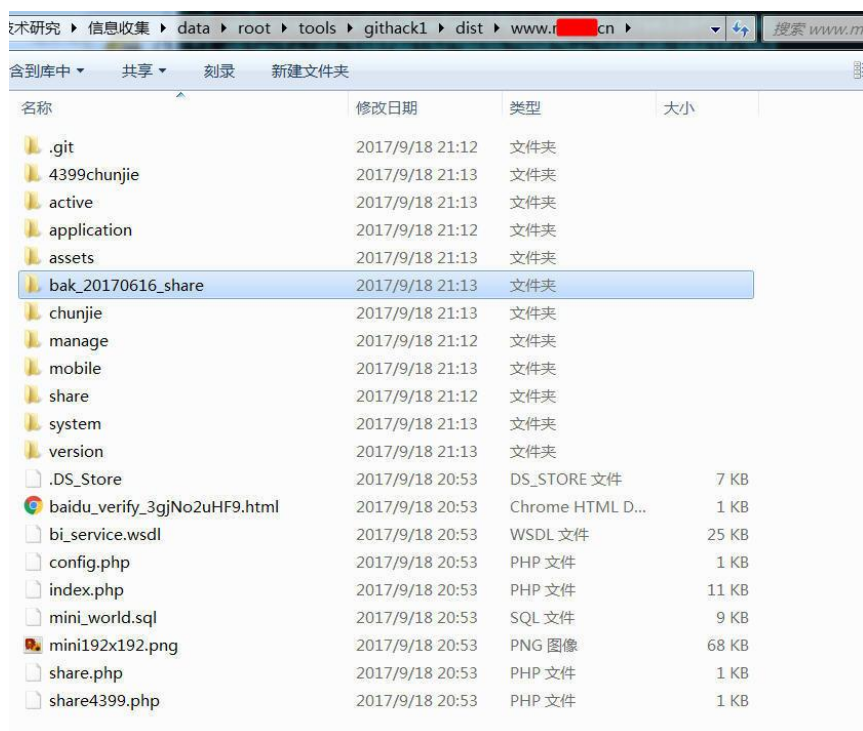 术研究 ▸ 信息收集 ▸ data ▸ root ▸ tools ▸ githack1 ▸ dist ▸ www. cn ▸ 搜索 www.m
含到库中 共享 刻录 新建文件夹
名称 修改日期 类型 大小
.git 2017/9/18 21:12 文件夹
4399chunjie 2017/9/18 21:13 文件夹
active 2017/9/18 21:13 文件夹
application 2017/9/18 21:12 文件夹
assets 2017/9/18 21:13 文件夹
bak_20170616_share 2017/9/18 21:13 文件夹
chunjie 2017/9/18 21:13 文件夹
manage 2017/9/18 21:12 文件夹
mobile 2017/9/18 21:13 文件夹
share 2017/9/18 21:12 文件夹
system 2017/9/18 21:13 文件夹
version 2017/9/18 21:13 文件夹
.DS_Store 2017/9/18 20:53 DS_STORE 文件 7 KB
baidu_verify_3gjNo2uHF9.html 2017/9/18 20:53 Chrome HTML D... 1 KB
bi_service.wsdl 2017/9/18 20:53 WSDL 文件 25 KB
config.php 2017/9/18 20:53 PHP 文件 1 KB
index.php 2017/9/18 20:53 PHP 文件 11 KB
mini_world.sql 2017/9/18 20:53 SQL 文件 9 KB
mini192x192.png 2017/9/18 20:53 PNG 图像 68 KB
share.php 2017/9/18 20:53 PHP 文件 1 KB
share4399.php 2017/9/18 20:53 PHP 文件 1 KB